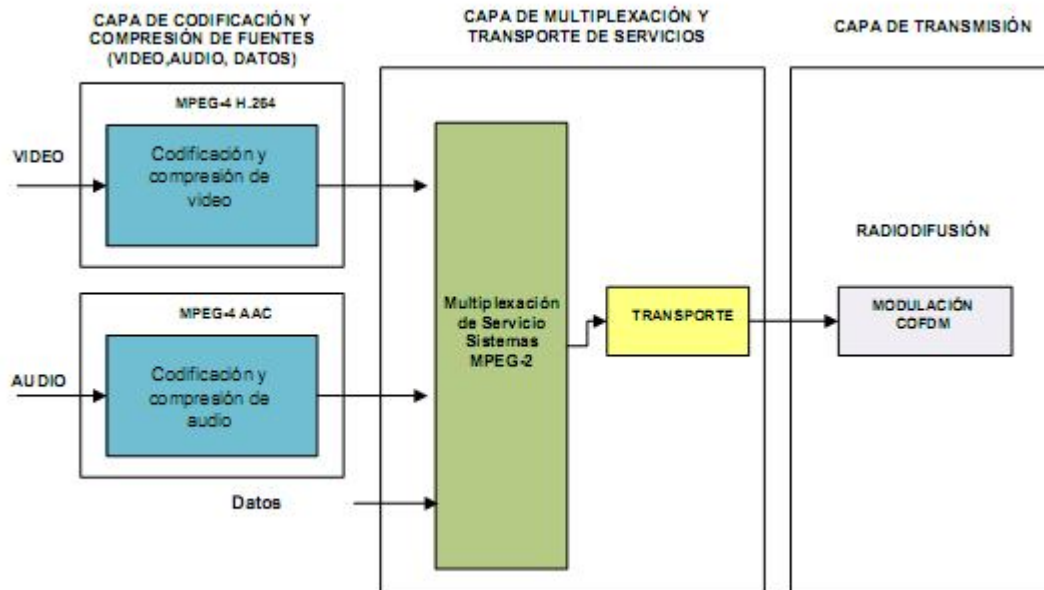 CAPA DE CODIFICACIÓN Y
COMPRESIÓN DE FUENTES
(VIDEO,AUDIO, DATOS)
CAPA DE MULTIPLEXACIÓN Y
TRANSPORTE DE SERVICIOS
CAPA DE TRANSMISIÓN
MPEG-4 H.264
VIDEO
Codificación y
compresión de
video
RADIODIFUSIÓN
MPEG-4 AAC
AUDIO
Codificación y
compresión de
audio
Datos
Multiplexación
de Servicio
Sistemas
MPEG-2
TRANSPORTE
MODULACIÓN
COFDM